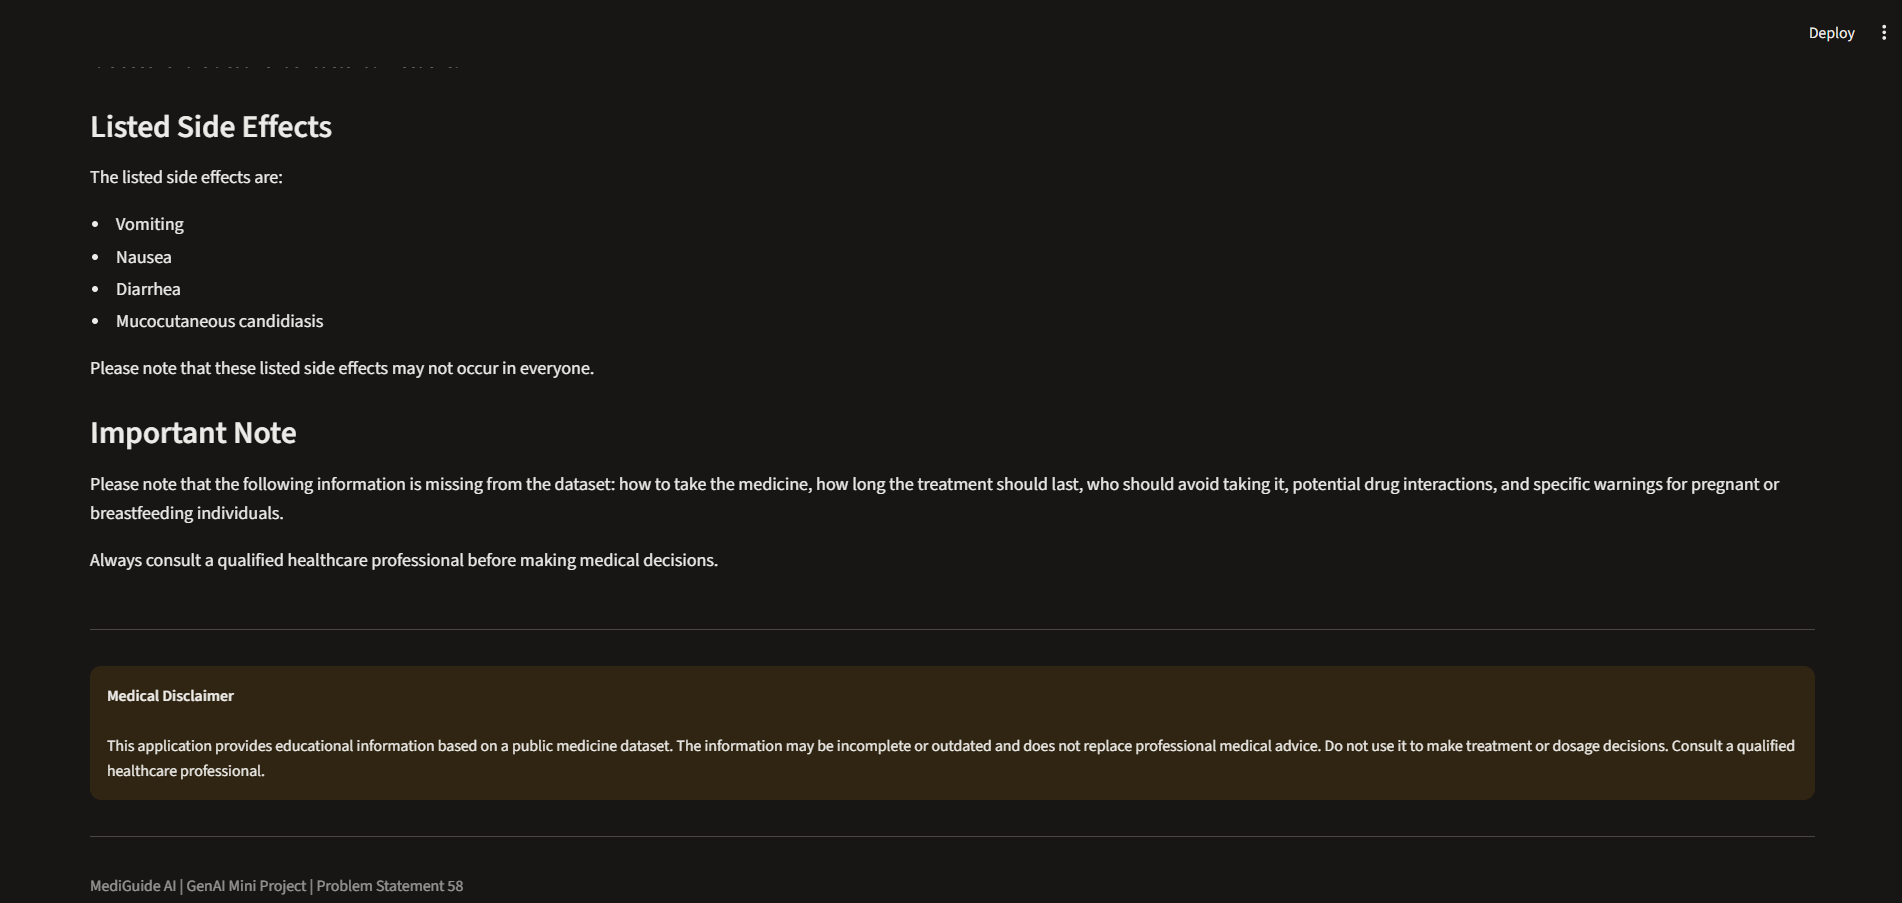 Deploy
Listed Side Effects
The listed side effects are:
• Vomiting
• Nausea
• Diarrhea
• Mucocutaneous candidiasis
Please note that these listed side effects may not occur in everyone.
Important Note
Please note that the following information is missing from the dataset: how to take the medicine, how long the treatment should last, who should avoid taking it, potential drug interactions, and specific warnings for pregnant or
breastfeeding individuals.
Always consult a qualified healthcare professional before making medical decisions.
Medical Disclaimer
This application provides educational information based on a public medicine dataset. The information may be incomplete or outdated and does not replace professional medical advice. Do not use it to make treatment or dosage decisions. Consult a qualified
healthcare professional.
MediGuide AI | GenAI Mini Project | Problem Statement 58